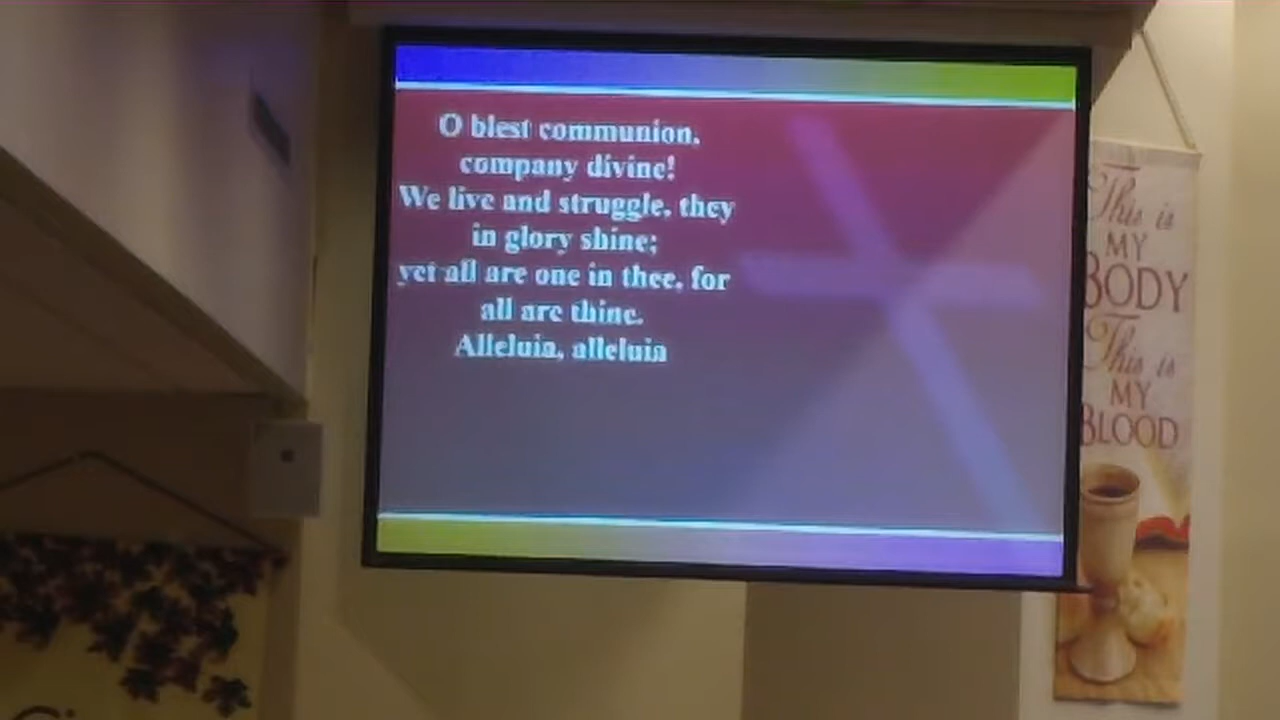 O blest communion,
company divine!
We live and struggle, they
in glory shine;
yet all are one in thee, for
all are thine.
Alleluia, alleluia
This is
MY
BODY
This is
MY
BLOOD